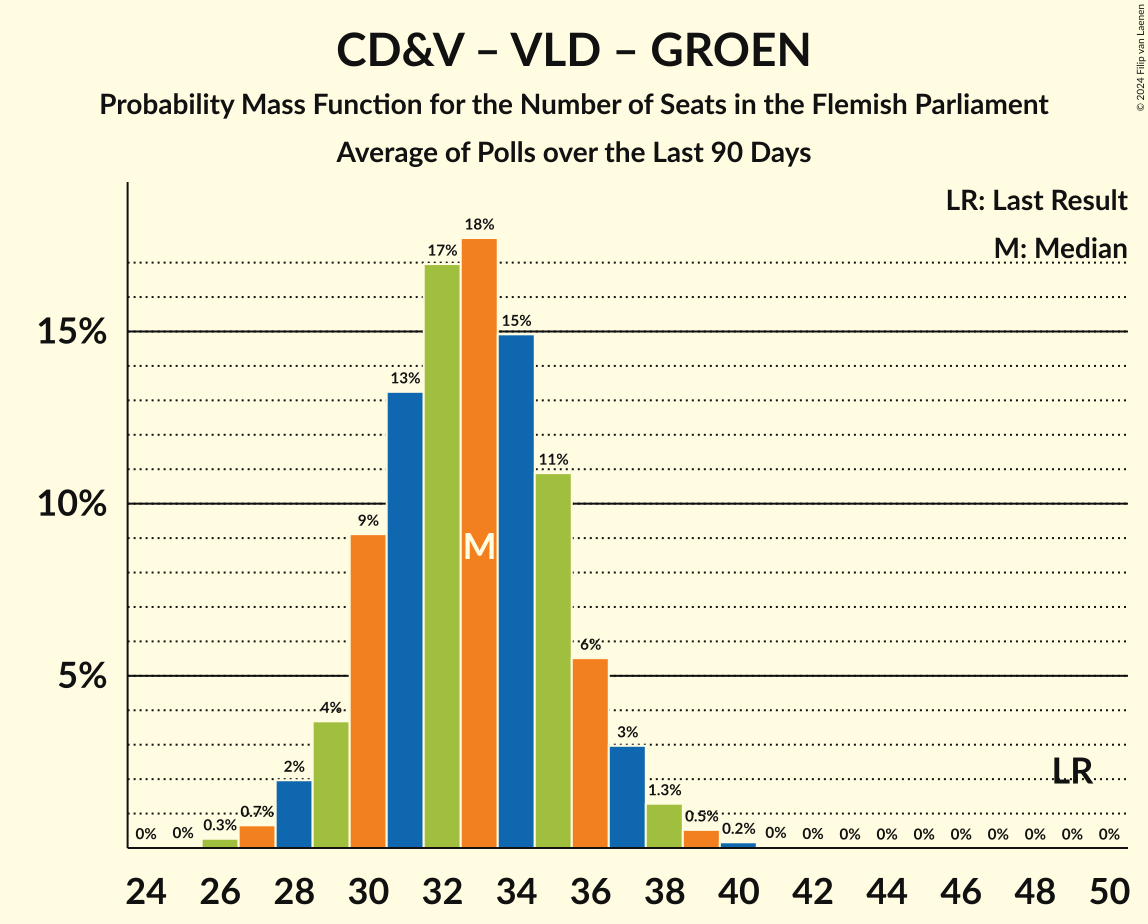 CD&V – VLD – GROEN
Probability Mass Function for the Number of Seats in the Flemish Parliament
Average of Polls over the Last 90 Days
© 2024 Filip van Laenen
LR: Last Result
M: Median
18%
17%
15%
13%
11%
9%
6%
4%
3%
2%
1.3%
0.7%
0.5%
0.3%
0.2%
0% 0% 0% 0% 0% 0% 0% 0% 0% 0% 0% 0%
M
LR
15%
10%
5%
24 26 28 30 32 34 36 38 40 42 44 46 48 50